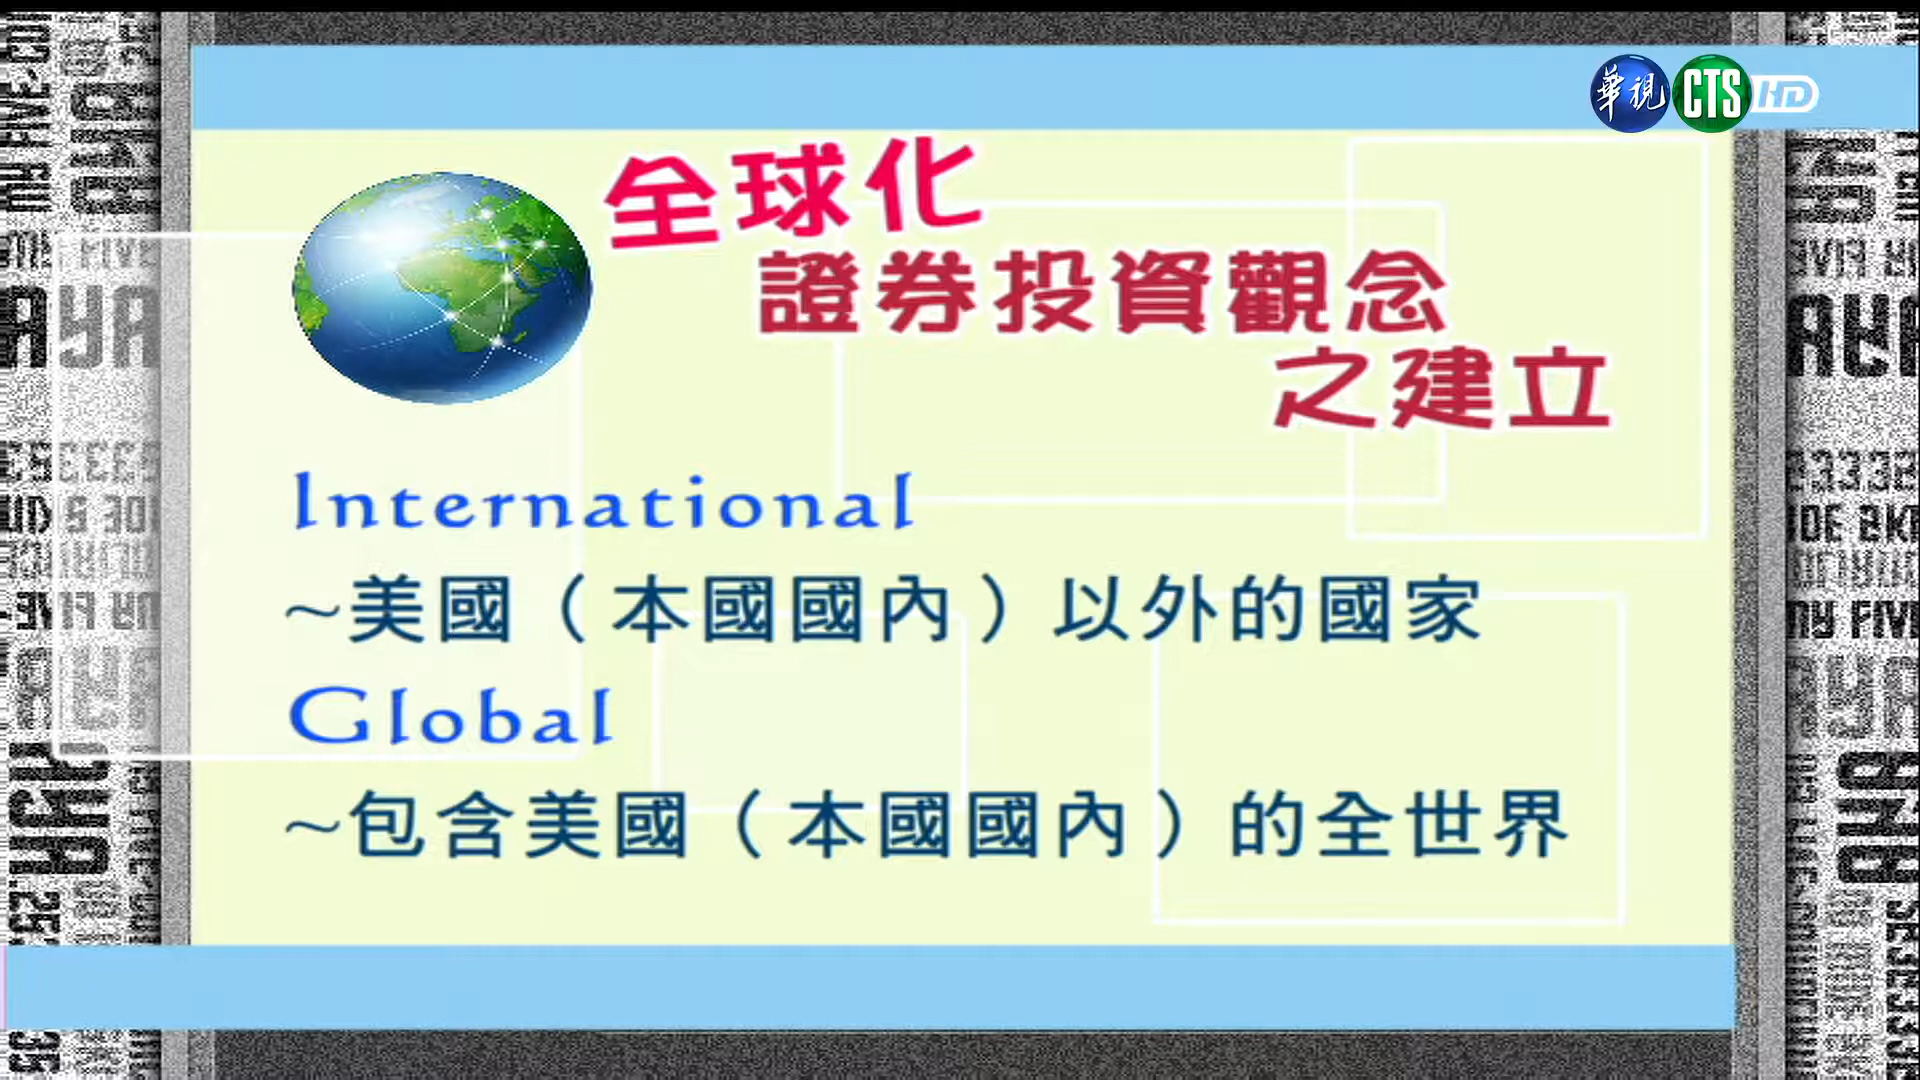 華視 CTS HD
全球化
證券投資觀念
之建立
International
~美國（本國國內）以外的國家
Global
~包含美國（本國國內）的全世界